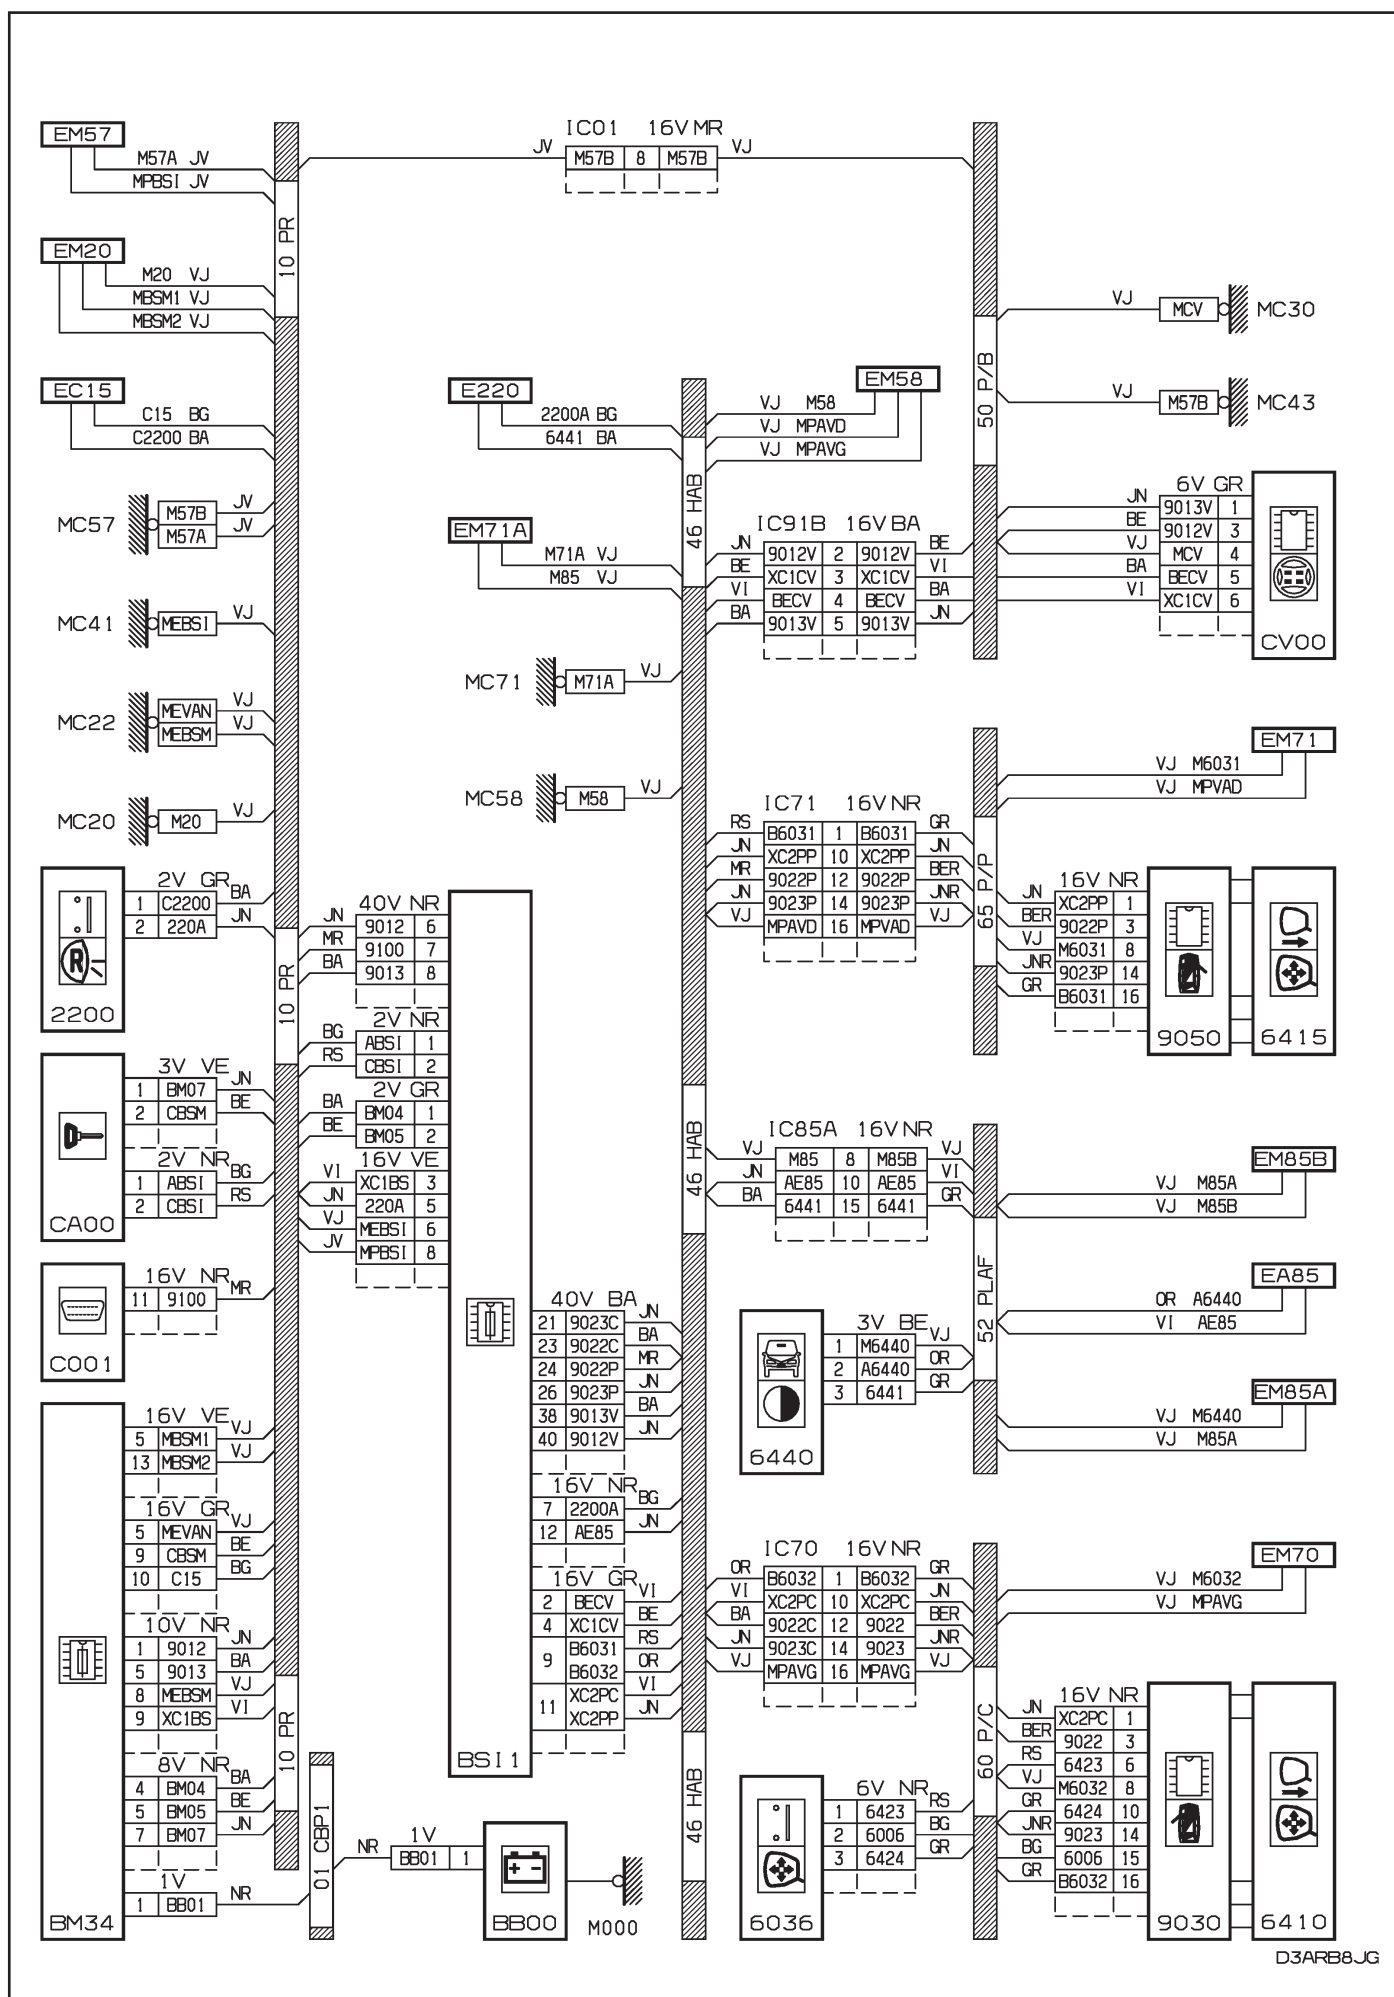 EM57
M57A JV
MPBSI JV
10 PR
JV
IC01 16V MR
M57B 8 M57B
VJ
EM20
M20 VJ
MBSM1 VJ
MBSM2 VJ
EC15
C15 BG
C2200 BA
MC57
M57B JV
M57A JV
MC41
MEBSI VJ
MC22
MEVAN VJ
MEBSM VJ
MC20
M20 VJ
2V GR
1 C2200 BA
2 220A JN
R
2200
3V VE
1 BM07 JN
2 CBSM BE
2V NR
1 ABSI BG
2 CBSI RS
CA00
16V NR
11 9100 MR
C001
16V VE
5 MBSM1 VJ
13 MBSM2 VJ
16V GR
5 MEVAN VJ
9 CBSM BE
10 C15 BG
10V NR
1 9012 JN
5 9013 BA
8 MEBSM VJ
9 XC1BS VI
8V NR
4 BM04 BA
5 BM05 BE
7 BM07 JN
1V
1 BB01 NR
BM34
10 PR
10 PR
01 CBP1
E220
2200A BG
6441 BA
EM71A
M71A VJ
M85 VJ
MC71
M71A VJ
MC58
M58 VJ
40V NR
JN 9012 6
MR 9100 7
BA 9013 8
2V NR
BG ABSI 1
RS CBSI 2
2V GR
BA BM04 1
BE BM05 2
16V VE
VI XC1BS 3
JN 220A 5
VJ MEBSI 6
JV MPBSI 8
BSI1
40V BA
21 9023C JN
23 9022C BA
24 9022P MR
26 9023P JN
38 9013V BA
40 9012V JN
16V NR
7 2200A BG
12 AE85 JN
16V GR
2 BECV VI
4 XC1CV BE
9 B6031 RS
B6032 OR
11 XC2PC VI
XC2PP JN
NR
1V
BB01 1
+ -
BB00
M000
46 HAB
46 HAB
46 HAB
EM58
VJ M58
VJ MPAVD
VJ MPAVG
IC91B 16V BA
JN 9012V 2 9012V BE
BE XC1CV 3 XC1CV VI
VI BECV 4 BECV BA
BA 9013V 5 9013V JN
50 P/B
VJ MCV MC30
VJ M57B MC43
6V GR
JN 9013V 1
BE 9012V 3
VJ MCV 4
BA BECV 5
VI XC1CV 6
CV00
IC71 16V NR
RS B6031 1 B6031 GR
JN XC2PP 10 XC2PP JN
MR 9022P 12 9022P BER
JN 9023P 14 9023P JNR
VJ MPAVD 16 MPVAD VJ
65 P/P
EM71
VJ M6031
VJ MPVAD
16V NR
JN XC2PP 1
BER 9022P 3
VJ M6031 8
JNR 9023P 14
GR B6031 16
9050
6415
IC85A 16V NR
VJ M85 8 M85B VJ
JN AE85 10 AE85 VI
BA 6441 15 6441 GR
52 PLAF
EM85B
VJ M85A
VJ M85B
EA85
OR A6440
VI AE85
EM85A
VJ M6440
VJ M85A
3V BE
1 M6440 VJ
2 A6440 OR
3 6441 GR
6440
IC70 16V NR
OR B6032 1 B6032 GR
VI XC2PC 10 XC2PC JN
BA 9022C 12 9022 BER
JN 9023C 14 9023 JNR
VJ MPAVG 16 MPAVG VJ
60 P/C
EM70
VJ M6032
VJ MPAVG
6V NR
1 6423 RS
2 6006 BG
3 6424 GR
6036
16V NR
JN XC2PC 1
BER 9022 3
RS 6423 6
VJ M6032 8
GR 6424 10
JNR 9023 14
BG 6006 15
GR B6032 16
9030
6410
D3ARB8JG